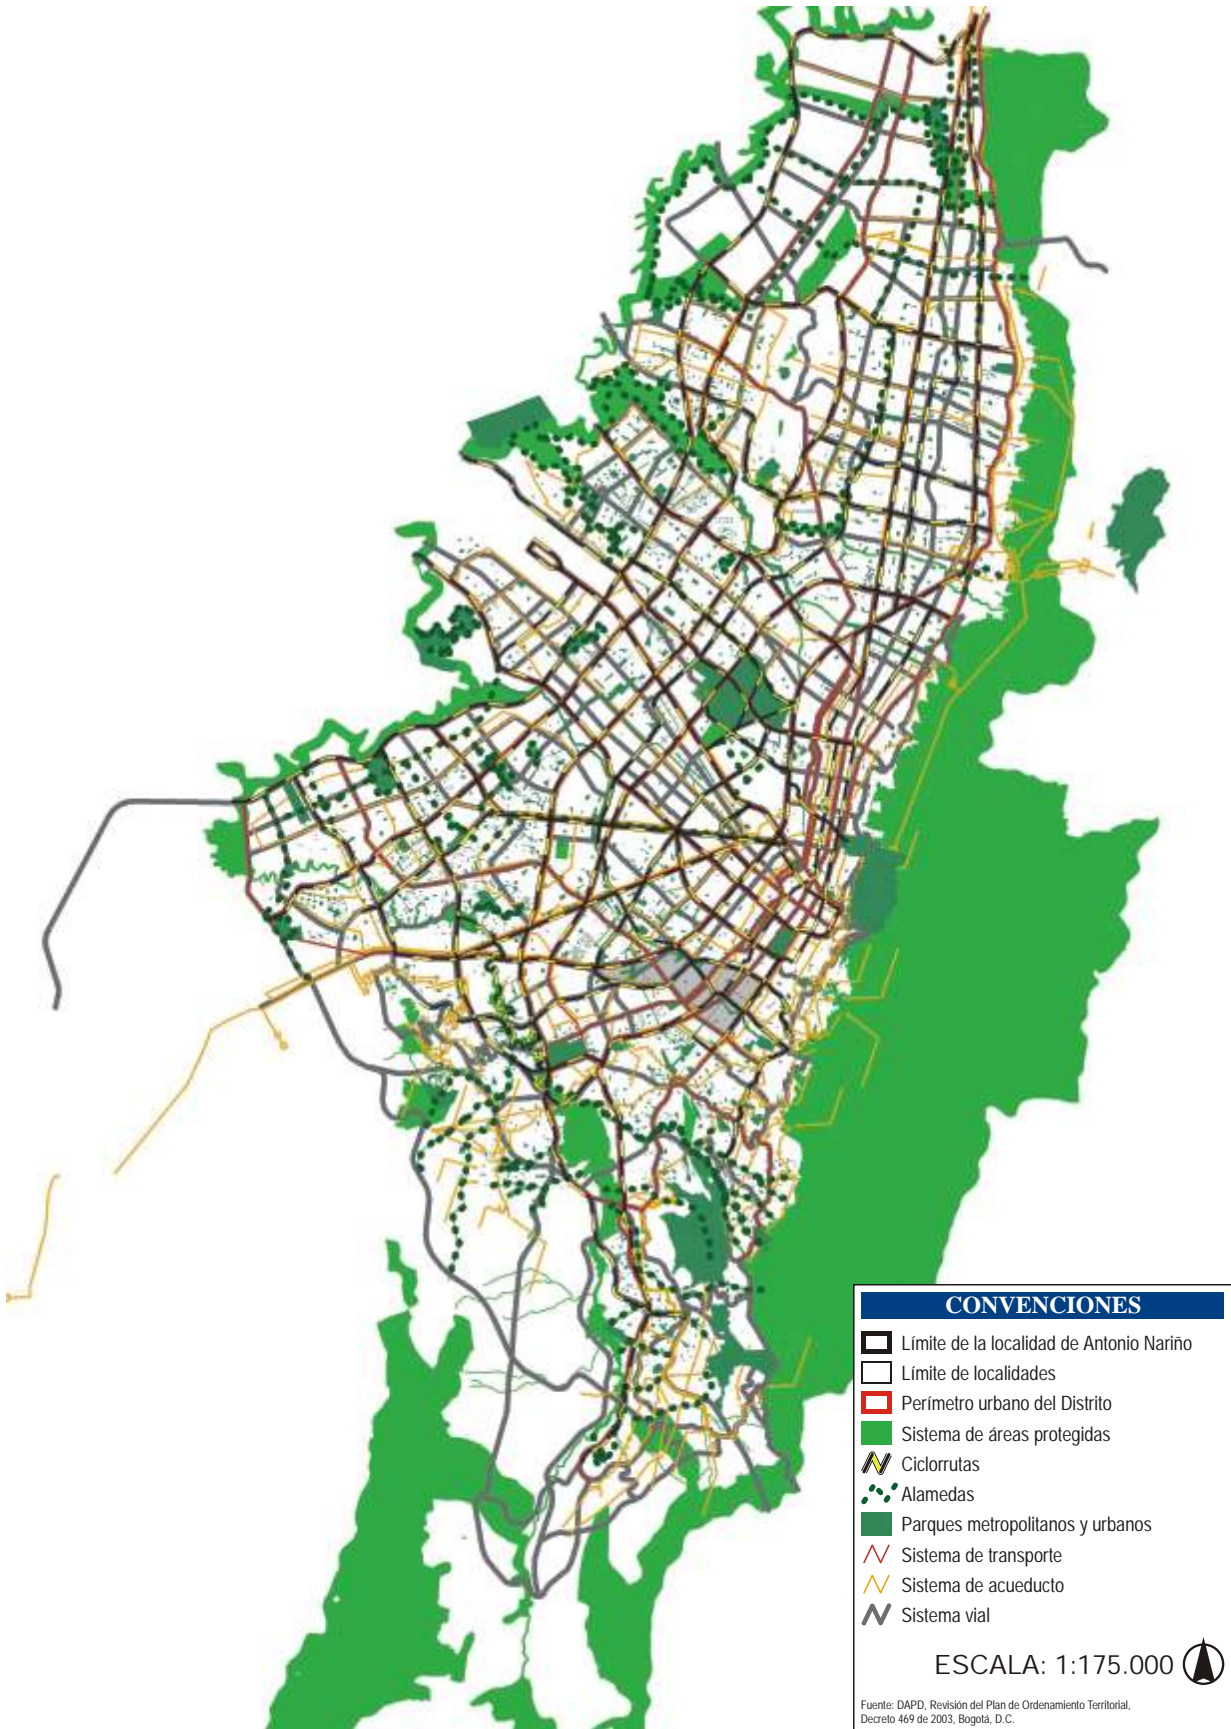 CONVENCIONES
Límite de la localidad de Antonio Nariño
Límite de localidades
Perímetro urbano del Distrito
Sistema de áreas protegidas
Ciclorrutas
Alamedas
Parques metropolitanos y urbanos
Sistema de transporte
Sistema de acueducto
Sistema vial
ESCALA: 1:175.000
Fuente: DAPD, Revisión del Plan de Ordenamiento Territorial,
Decreto 469 de 2003, Bogotá, D.C.